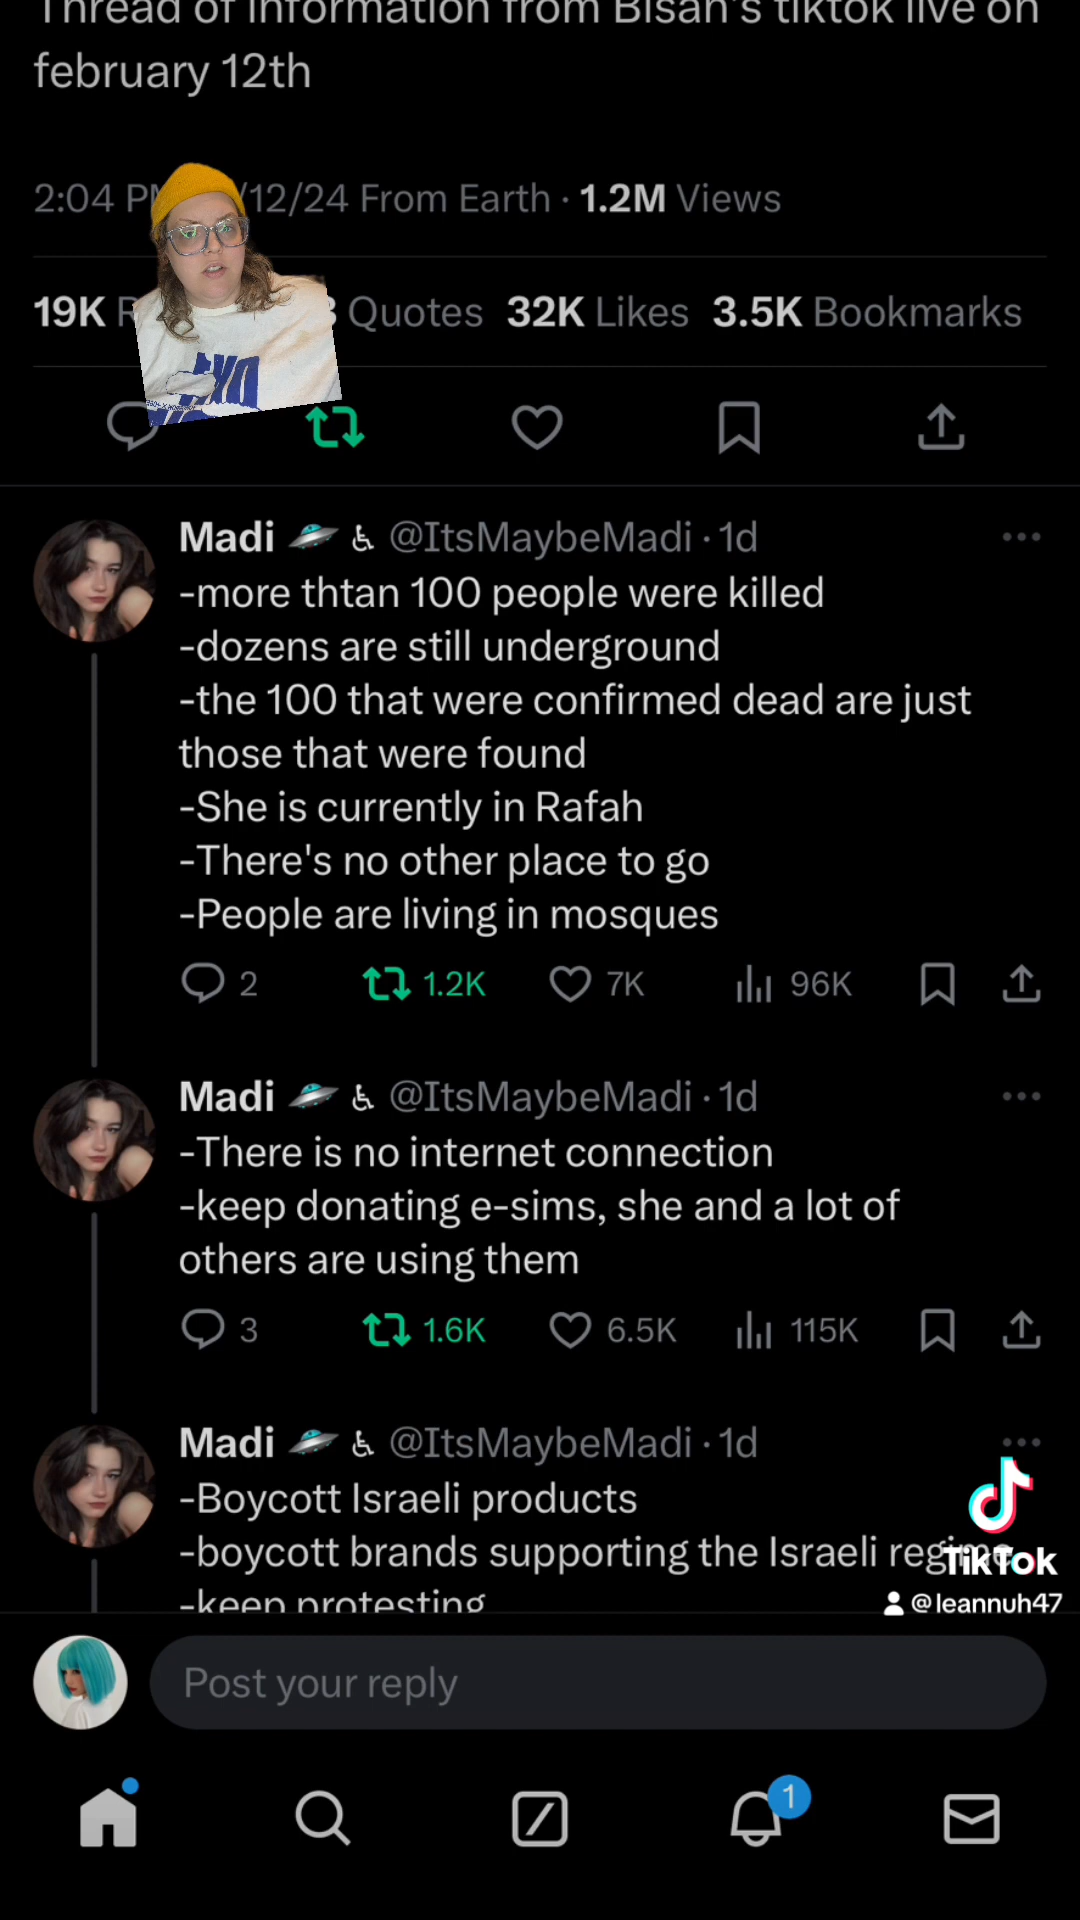 Thread of information from Bisan's tiktok live on
february 12th
2:04 /12/24 From Earth · 1.2M Views
19K Quotes 32K Likes 3.5K Bookmarks
Madi 🛸 ♿ @ItsMaybeMadi · 1d
-more thtan 100 people were killed
-dozens are still underground
-the 100 that were confirmed dead are just
those that were found
-She is currently in Rafah
-There's no other place to go
-People are living in mosques
2 1.2K 7K 96K
Madi 🛸 ♿ @ItsMaybeMadi · 1d
-There is no internet connection
-keep donating e-sims, she and a lot of
others are using them
3 1.6K 6.5K 115K
Madi 🛸 ♿ @ItsMaybeMadi · 1d
-Boycott Israeli products
-boycott brands supporting the Israeli regime
-keep protesting
TikTok
@leannuh47
Post your reply
1